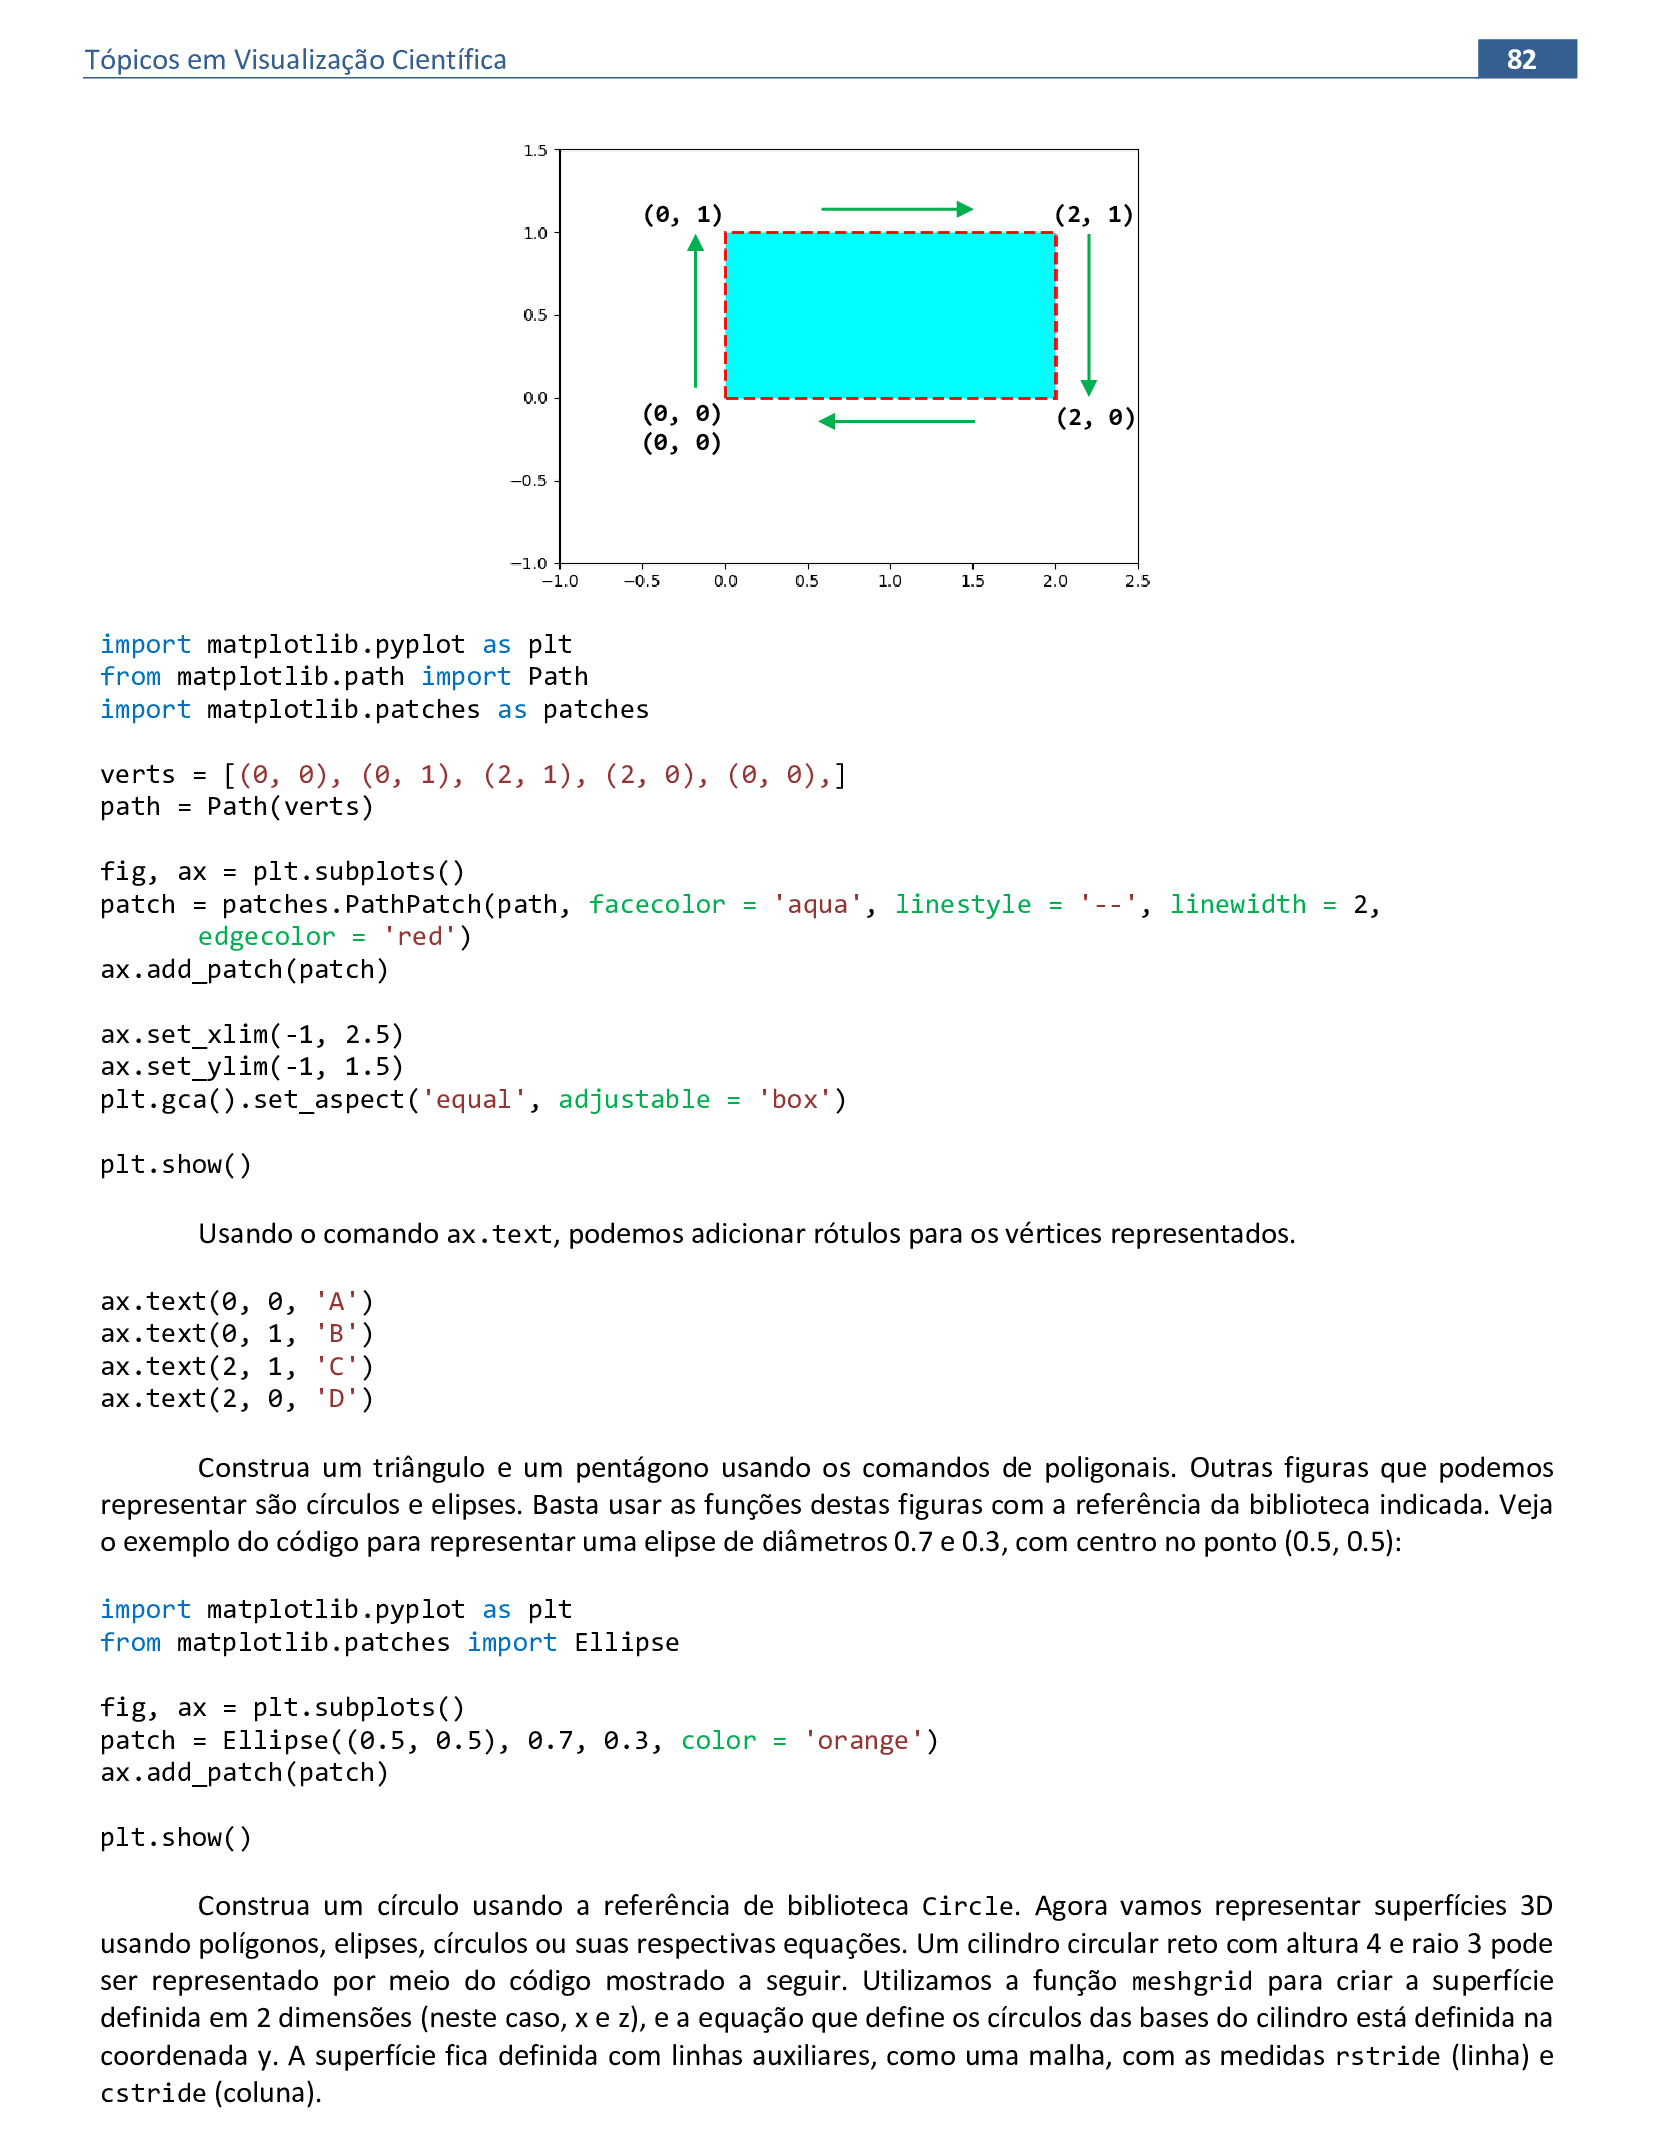 Tópicos em Visualização Científica
82
1.5
(0, 1)
(2, 1)
1.0
0.5
0.0
(0, 0)
(2, 0)
(0, 0)
−0.5
−1.0
−1.0 −0.5 0.0 0.5 1.0 1.5 2.0 2.5
import matplotlib.pyplot as plt
from matplotlib.path import Path
import matplotlib.patches as patches
verts = [(0, 0), (0, 1), (2, 1), (2, 0), (0, 0),]
path = Path(verts)
fig, ax = plt.subplots()
patch = patches.PathPatch(path, facecolor = 'aqua', linestyle = '--', linewidth = 2,
edgecolor = 'red')
ax.add_patch(patch)
ax.set_xlim(-1, 2.5)
ax.set_ylim(-1, 1.5)
plt.gca().set_aspect('equal', adjustable = 'box')
plt.show()
Usando o comando ax.text, podemos adicionar rótulos para os vértices representados.
ax.text(0, 0, 'A')
ax.text(0, 1, 'B')
ax.text(2, 1, 'C')
ax.text(2, 0, 'D')
Construa um triângulo e um pentágono usando os comandos de poligonais. Outras figuras que podemos
representar são círculos e elipses. Basta usar as funções destas figuras com a referência da biblioteca indicada. Veja
o exemplo do código para representar uma elipse de diâmetros 0.7 e 0.3, com centro no ponto (0.5, 0.5):
import matplotlib.pyplot as plt
from matplotlib.patches import Ellipse
fig, ax = plt.subplots()
patch = Ellipse((0.5, 0.5), 0.7, 0.3, color = 'orange')
ax.add_patch(patch)
plt.show()
Construa um círculo usando a referência de biblioteca Circle. Agora vamos representar superfícies 3D
usando polígonos, elipses, círculos ou suas respectivas equações. Um cilindro circular reto com altura 4 e raio 3 pode
ser representado por meio do código mostrado a seguir. Utilizamos a função meshgrid para criar a superfície
definida em 2 dimensões (neste caso, x e z), e a equação que define os círculos das bases do cilindro está definida na
coordenada y. A superfície fica definida com linhas auxiliares, como uma malha, com as medidas rstride (linha) e
cstride (coluna).